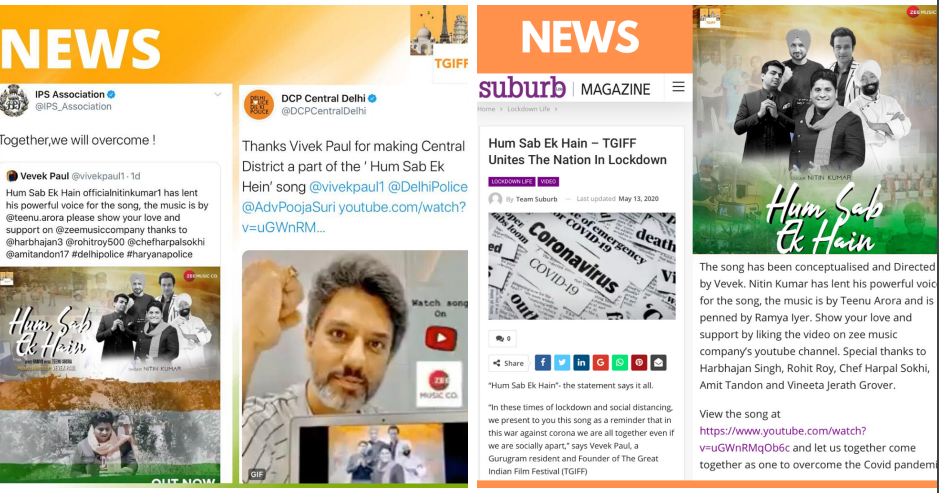 NEWS
TGIFF
IPS Association
@IPS_Association
Together,we will overcome !
Vevek Paul @vivekpaul1 · 1d
Hum Sab Ek Hain officialnitinkumar1 has lent
his powerful voice for the song, the music is by
@teenu.arora please show your love and
support on @zeemusiccompany thanks to
@harbhajan3 @rohitroy500 @chefharpalsokhi
@amitandon17 #delhipolice #haryanapolice
ZEE MUSIC CO.
Hum Sab
Ek Hain
SINGER NITIN KUMAR
OUT NOW
DELHI
POLICE
DCP Central Delhi
@DCPCentralDelhi
Thanks Vivek Paul for making Central
District a part of the ' Hum Sab Ek
Hein' song @vivekpaul1 @DelhiPolice
@AdvPoojaSuri youtube.com/watch?
v=uGWnRM...
Watch song
On
ZEE
MUSIC CO.
GIF
NEWS
suburb | MAGAZINE
Home > Lockdown Life >
Hum Sab Ek Hain – TGIFF
Unites The Nation In Lockdown
LOCKDOWN LIFE VIDEO
By Team Suburb — Last updated May 13, 2020
Coronavirus
COVID-19
emergency
death
0
Share
"Hum Sab Ek Hain"- the statement says it all.
"In these times of lockdown and social distancing,
we present to you this song as a reminder that in
this war against corona we are all together even if
we are socially apart," says Vevek Paul, a
Gurugram resident and Founder of The Great
Indian Film Festival (TGIFF)
ZEE MUSIC
SINGER NITIN KUMAR
Hum Sab
Ek Hain
The song has been conceptualised and Directed
by Vevek. Nitin Kumar has lent his powerful voic
for the song, the music is by Teenu Arora and is
penned by Ramya Iyer. Show your love and
support by liking the video on zee music
company's youtube channel. Special thanks to
Harbhajan Singh, Rohit Roy, Chef Harpal Sokhi,
Amit Tandon and Vineeta Jerath Grover.
View the song at
https://www.youtube.com/watch?
v=uGWnRMqOb6c and let us together come
together as one to overcome the Covid pandemi